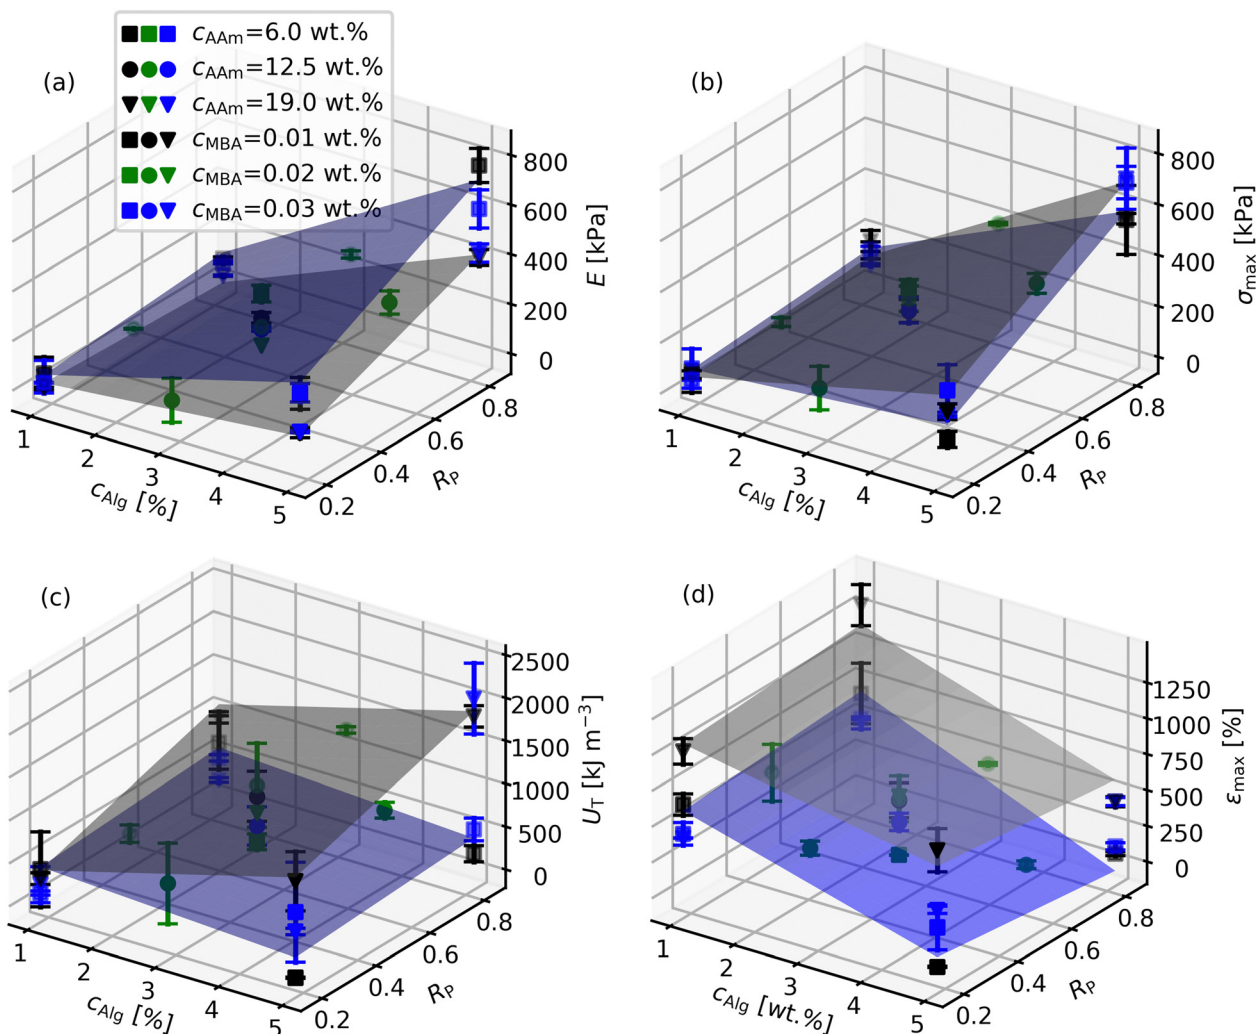 c_AAm=6.0 wt.%
c_AAm=12.5 wt.%
c_AAm=19.0 wt.%
c_MBA=0.01 wt.%
c_MBA=0.02 wt.%
c_MBA=0.03 wt.%
(a)
800
600
400
200
0
E [kPa]
1
2
3
4
5
c_Alg [%]
0.2
0.4
0.6
0.8
R_P
(b)
800
600
400
200
0
σ_max [kPa]
1
2
3
4
5
c_Alg [%]
0.2
0.4
0.6
0.8
R_P
(c)
2500
2000
1500
1000
500
0
U_T [kJ m⁻³]
1
2
3
4
5
c_Alg [%]
0.2
0.4
0.6
0.8
R_P
(d)
1250
1000
750
500
250
0
ε_max [%]
1
2
3
4
5
c_Alg [wt.%]
0.2
0.4
0.6
0.8
R_P